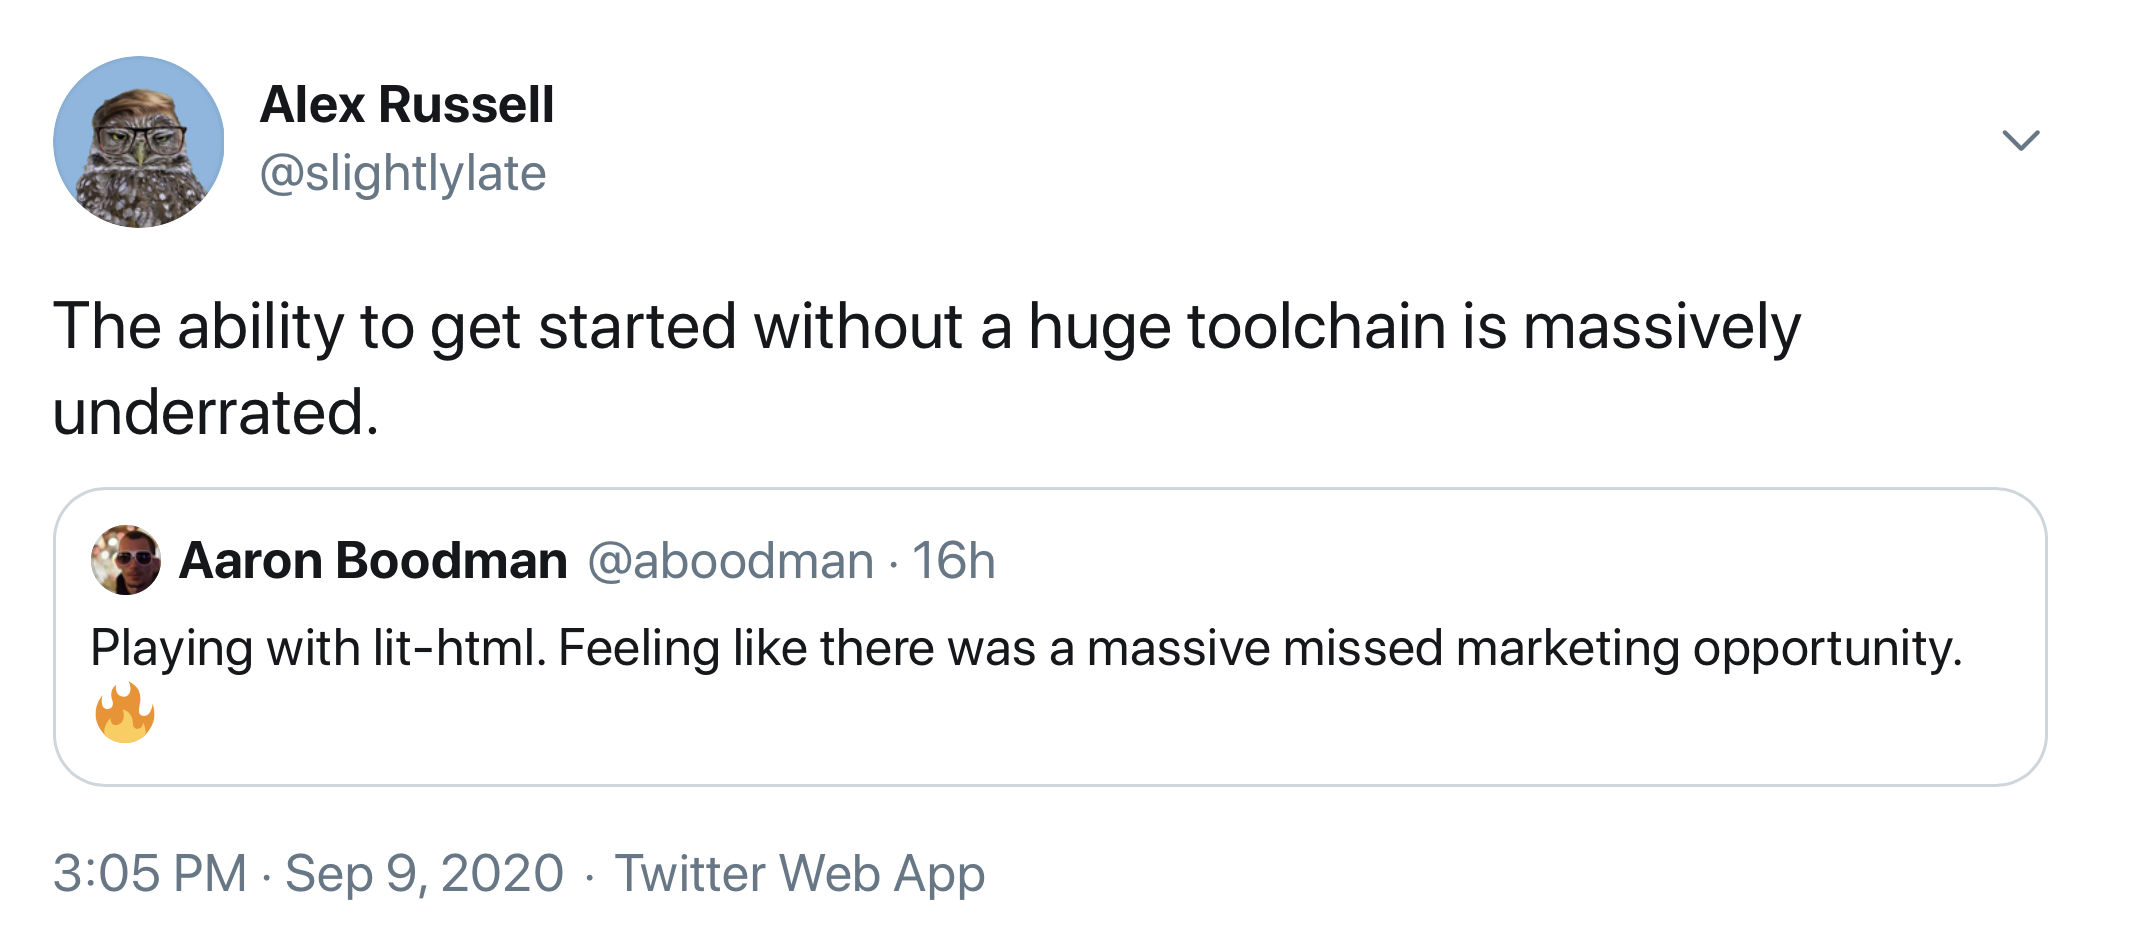 Alex Russell
@slightlylate
The ability to get started without a huge toolchain is massively
underrated.
Aaron Boodman @aboodman · 16h
Playing with lit-html. Feeling like there was a massive missed marketing opportunity.
🔥
3:05 PM · Sep 9, 2020 · Twitter Web App